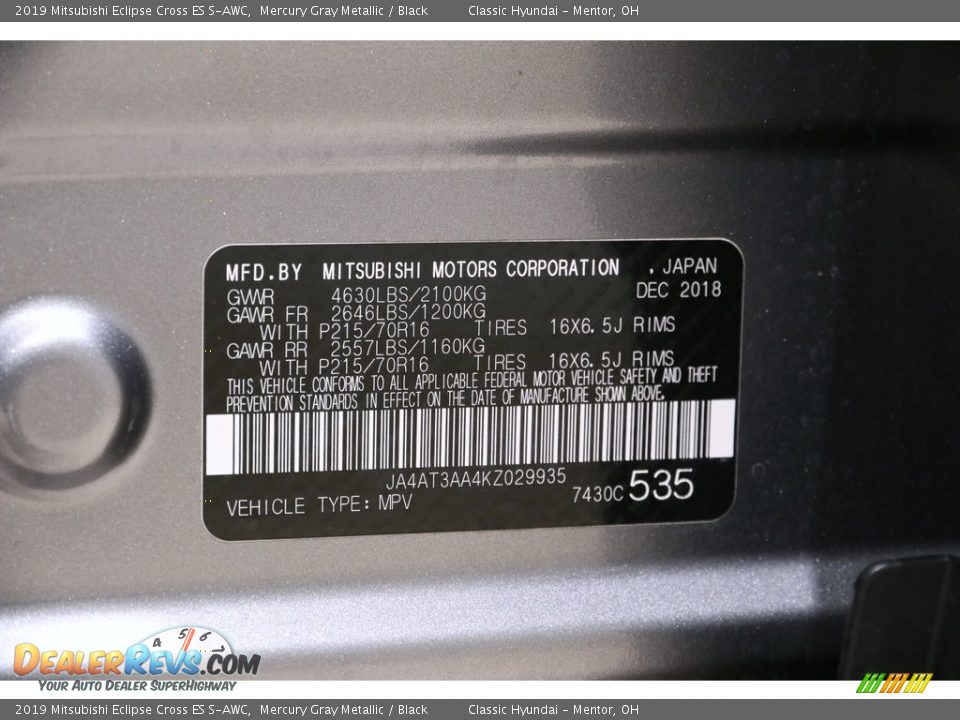 2019 Mitsubishi Eclipse Cross ES S-AWC, Mercury Gray Metallic / Black Classic Hyundai - Mentor, OH
MFD.BY MITSUBISHI MOTORS CORPORATION , JAPAN
GVWR 4630LBS/2100KG DEC 2018
GAWR FR 2646LBS/1200KG
WITH P215/70R16 TIRES 16X6.5J RIMS
GAWR RR 2557LBS/1160KG
WITH P215/70R16 TIRES 16X6.5J RIMS
THIS VEHICLE CONFORMS TO ALL APPLICABLE FEDERAL MOTOR VEHICLE SAFETY AND THEFT
PREVENTION STANDARDS IN EFFECT ON THE DATE OF MANUFACTURE SHOWN ABOVE.
JA4AT3AA4KZ029935
7430C 535
VEHICLE TYPE: MPV
4 5 6
DEALERREVS.COM
YOUR AUTO DEALER SUPERHIGHWAY
2019 Mitsubishi Eclipse Cross ES S-AWC, Mercury Gray Metallic / Black Classic Hyundai - Mentor, OH